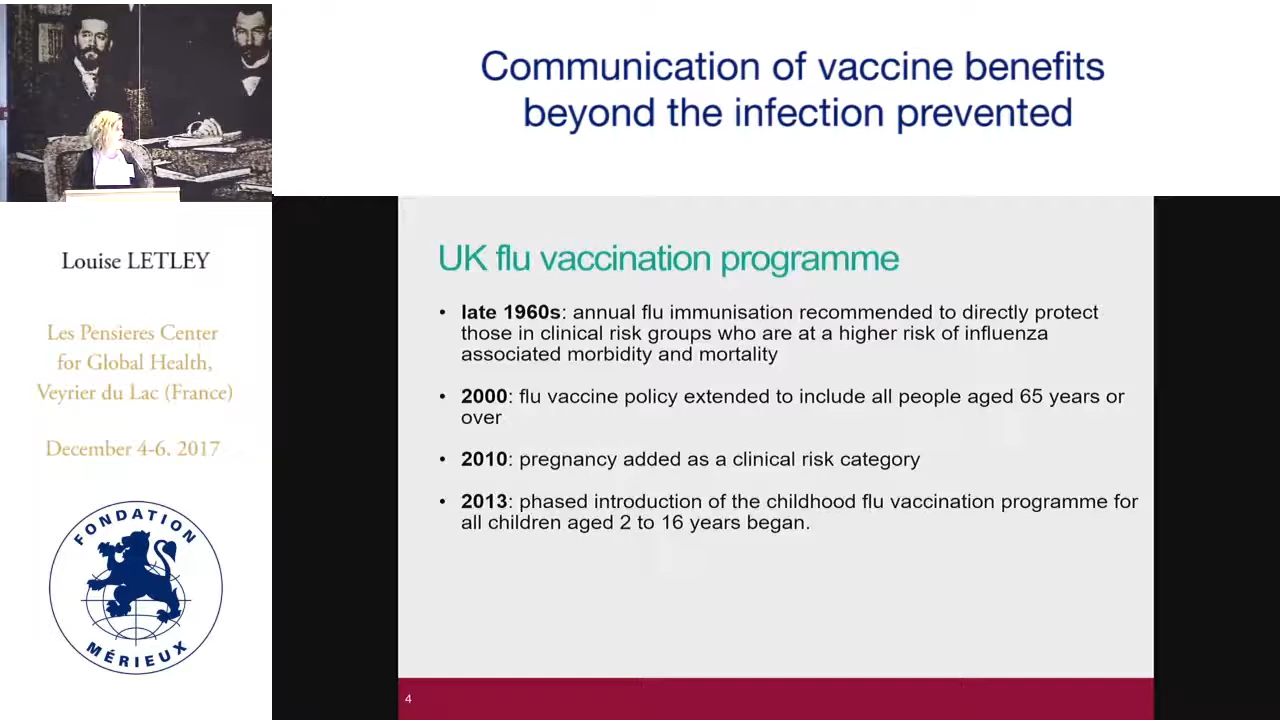 Communication of vaccine benefits
beyond the infection prevented
Louise LETLEY
Les Pensieres Center
for Global Health,
Veyrier du Lac (France)
December 4-6, 2017
FONDATION
MÉRIEUX
UK flu vaccination programme
• late 1960s: annual flu immunisation recommended to directly protect
those in clinical risk groups who are at a higher risk of influenza
associated morbidity and mortality
• 2000: flu vaccine policy extended to include all people aged 65 years or
over
• 2010: pregnancy added as a clinical risk category
• 2013: phased introduction of the childhood flu vaccination programme for
all children aged 2 to 16 years began.
4